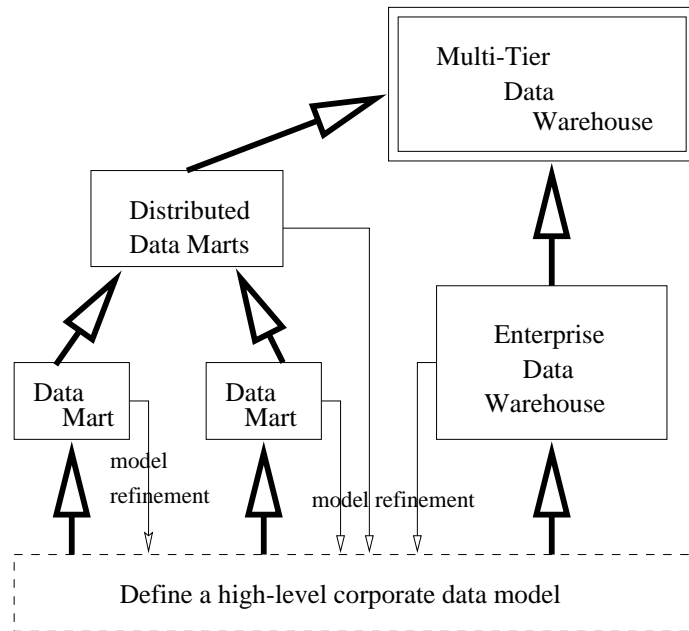 Multi-Tier
Data
Warehouse
Distributed
Data Marts
Enterprise
Data
Warehouse
Data
Mart
Data
Mart
model
refinement
model refinement
Define a high-level corporate data model